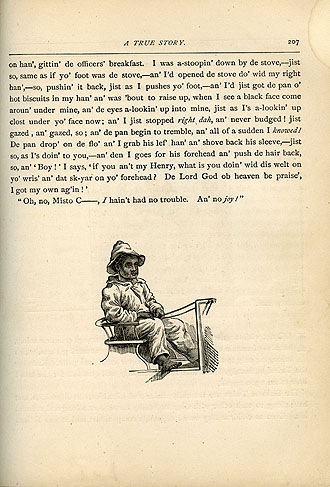 A TRUE STORY. 207
on han', gittin' de officers' breakfast. I was a-stoopin' down by de stove,—jist
so, same as if yo' foot was de stove,—an' I'd opened de stove do' wid my right
han',—so, pushin' it back, jist as I pushes yo' foot,—an' I'd jist got de pan o'
hot biscuits in my han' an' was 'bout to raise up, when I see a black face come
aroun' under mine, an' de eyes a-lookin' up into mine, jist as I's a-lookin' up
clost under yo' face now; an' I jist stopped right dah, an' never budged! jist
gazed, an' gazed, so; an' de pan begin to tremble, an' all of a sudden I knowed!
De pan drop' on de flo' an' I grab his lef' han' an' shove back his sleeve,—jist
so, as I's doin' to you,—an' den I goes for his forehead an' push de hair back,
so, an' 'Boy!' I says, 'if you an't my Henry, what is you doin' wid dis welt on
yo' wris' an' dat sk-yar on yo' forehead? De Lord God ob heaven be praise',
I got my own ag'in!'
"Oh, no, Misto C——, I hain't had no trouble. An' no joy!"